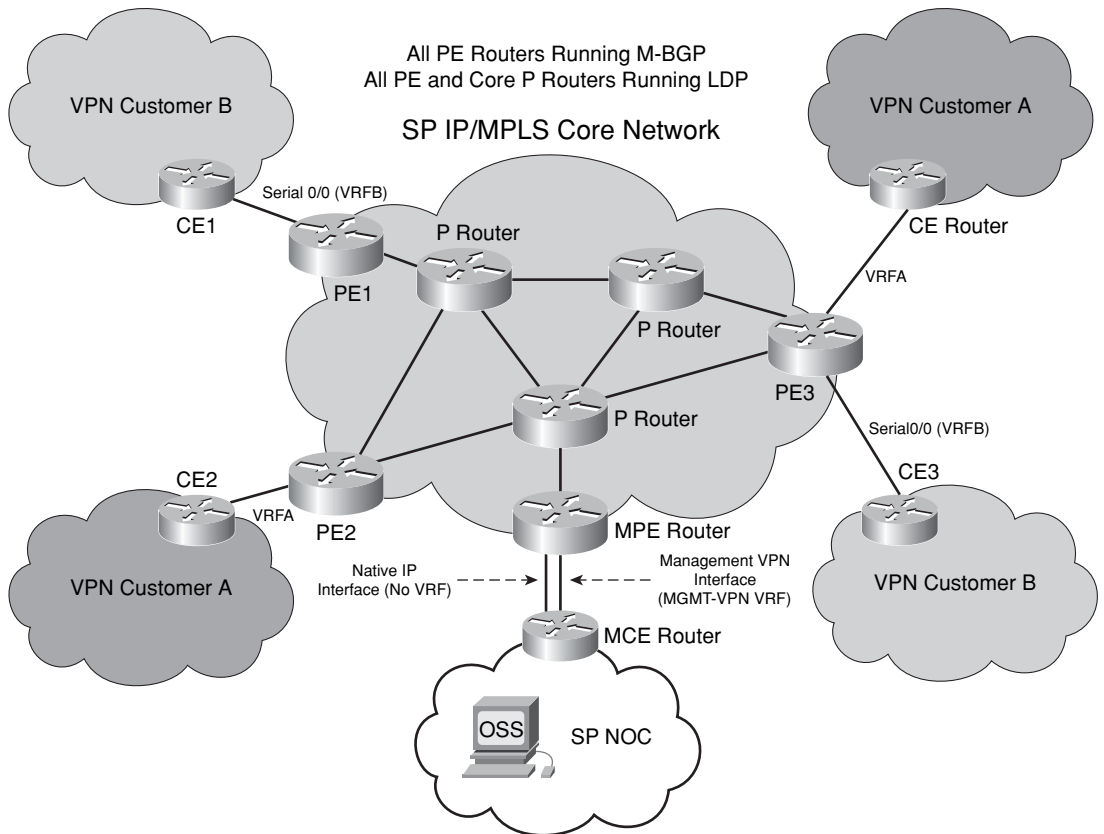 All PE Routers Running M-BGP
All PE and Core P Routers Running LDP
SP IP/MPLS Core Network
VPN Customer B
VPN Customer A
Serial 0/0 (VRFB)
CE1
CE Router
P Router
PE1
VRFA
P Router
PE3
P Router
Serial0/0 (VRFB)
CE2
CE3
VRFA
PE2
MPE Router
VPN Customer A
Native IP
Interface (No VRF)
Management VPN
Interface
(MGMT-VPN VRF)
VPN Customer B
MCE Router
OSS
SP NOC